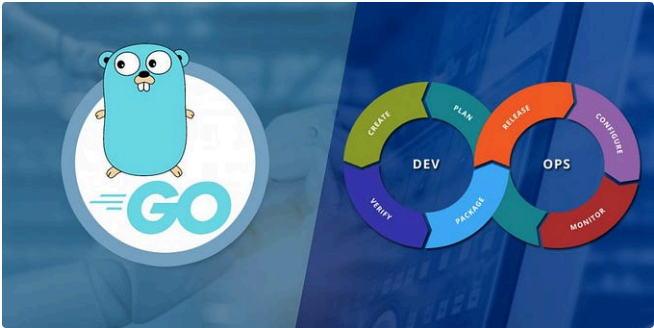 GO
CREATE
PLAN
RELEASE
CONFIGURE
DEV
OPS
VERIFY
PACKAGE
MONITOR